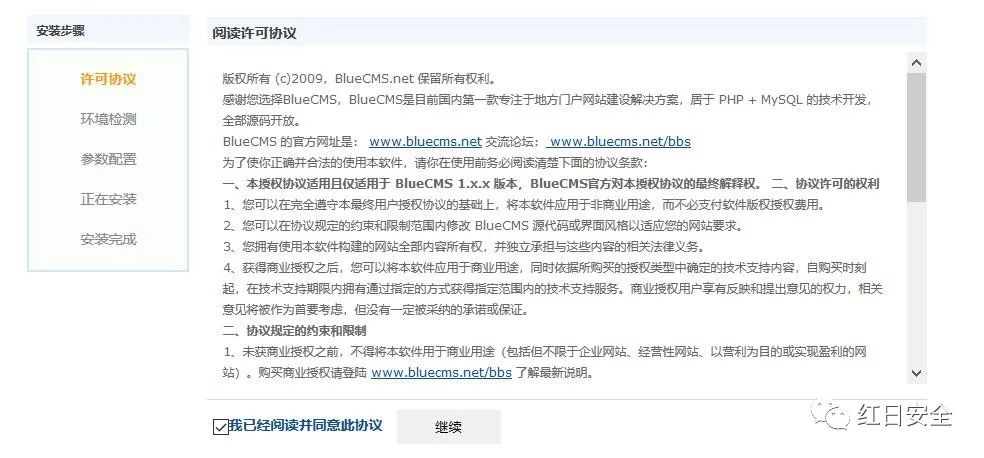 安装步骤
许可协议
环境检测
参数配置
正在安装
安装完成
阅读许可协议
版权所有 (c)2009，BlueCMS.net 保留所有权利。
感谢您选择BlueCMS，BlueCMS是目前国内第一款专注于地方门户网站建设解决方案，居于 PHP + MySQL 的技术开发，
全部源码开放。
BlueCMS 的官方网址是： www.bluecms.net 交流论坛： www.bluecms.net/bbs
为了使你正确并合法的使用本软件，请你在使用前务必阅读清楚下面的协议条款：
一、本授权协议适用且仅适用于 BlueCMS 1.x.x 版本，BlueCMS官方对本授权协议的最终解释权。 二、协议许可的权利
1、您可以在完全遵守本最终用户授权协议的基础上，将本软件应用于非商业用途，而不必支付软件版权授权费用。
2、您可以在协议规定的约束和限制范围内修改 BlueCMS 源代码或界面风格以适应您的网站要求。
3、您拥有使用本软件构建的网站全部内容所有权，并独立承担与这些内容的相关法律义务。
4、获得商业授权之后，您可以将本软件应用于商业用途，同时依据所购买的授权类型中确定的技术支持内容，自购买时刻
起，在技术支持期限内拥有通过指定的方式获得指定范围内的技术支持服务。商业授权用户享有反映和提出意见的权力，相关
意见将被作为首要考虑，但没有一定被采纳的承诺或保证。
二、协议规定的约束和限制
1、未获商业授权之前，不得将本软件用于商业用途（包括但不限于企业网站、经营性网站、以营利为目的或实现盈利的网
站）。购买商业授权请登陆 www.bluecms.net/bbs 了解最新说明。
我已经阅读并同意此协议
继续
红日安全